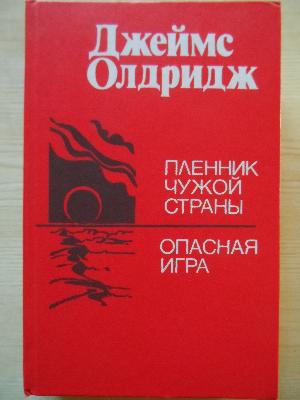 Джеймс
Олдридж
ПЛЕННИК
ЧУЖОЙ
СТРАНЫ
ОПАСНАЯ
ИГРА